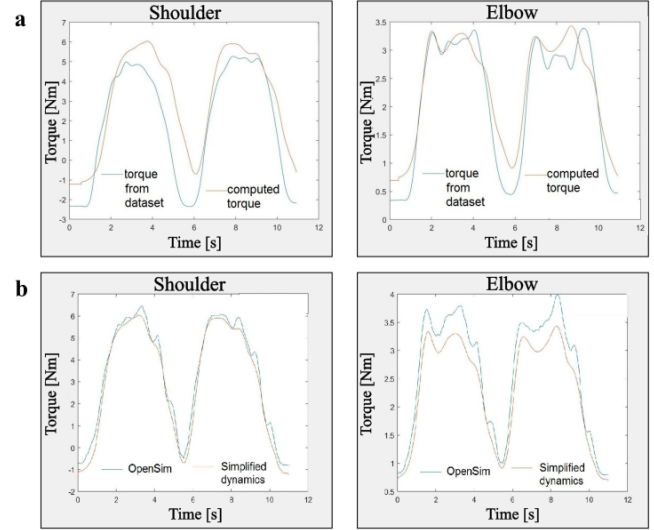 a
Shoulder
Torque [Nm]
7
6
5
4
3
2
1
0
-1
-2
-3
0 2 4 6 8 10 12
torque
from
dataset
computed
torque
Time [s]
Elbow
Torque [Nm]
3.5
3
2.5
2
1.5
1
0.5
0
0 2 4 6 8 10 12
torque
from
dataset
computed
torque
Time [s]
b
Shoulder
Torque [Nm]
7
6
5
4
3
2
1
0
-1
-2
0 2 4 6 8 10 12
OpenSim
Simplified
dynamics
Time [s]
Elbow
Torque [Nm]
4
3.5
3
2.5
2
1.5
1
0.5
0 2 4 6 8 10 12
OpenSim
Simplified
dynamics
Time [s]